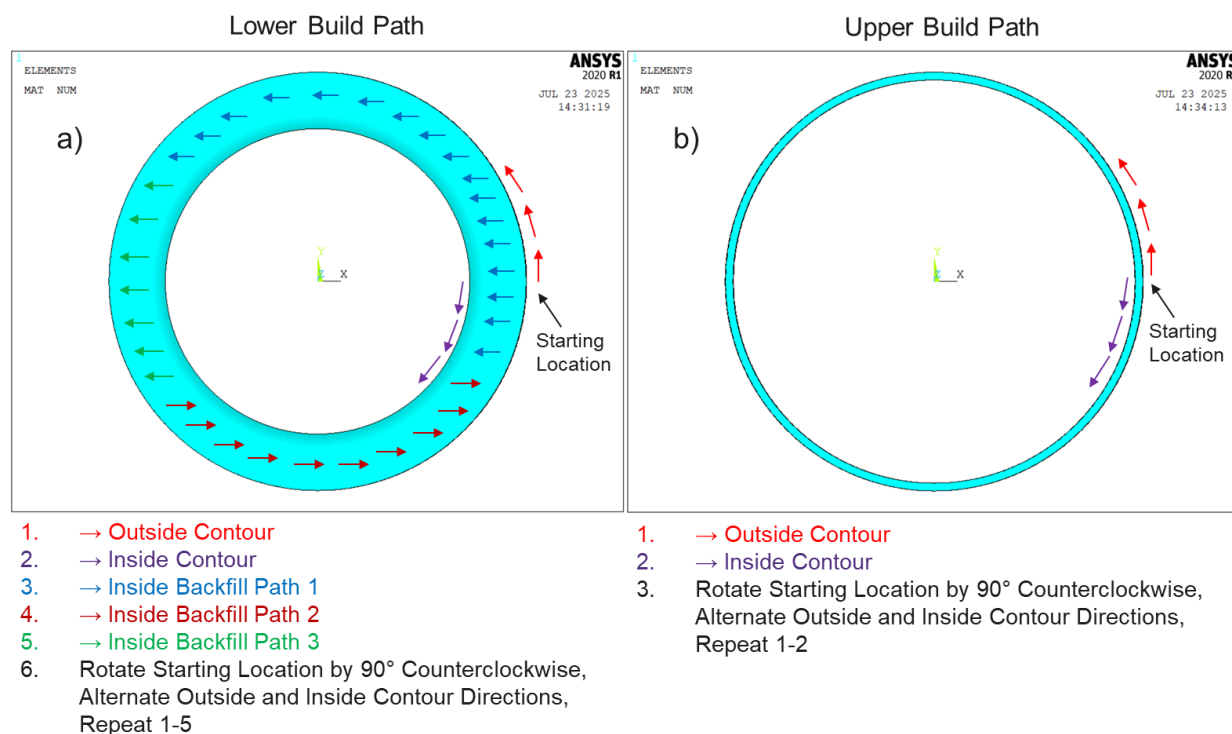 Lower Build Path
Upper Build Path
1
ELEMENTS
MAT NUM
ANSYS
2020 R1
JUL 23 2025
14:31:19
a)
Y
Z X
Starting
Location
1
ELEMENTS
MAT NUM
ANSYS
2020 R
JUL 23 2025
14:34:13
b)
Y
Z X
Starting
Location
1. → Outside Contour
2. → Inside Contour
3. → Inside Backfill Path 1
4. → Inside Backfill Path 2
5. → Inside Backfill Path 3
6. Rotate Starting Location by 90° Counterclockwise,
Alternate Outside and Inside Contour Directions,
Repeat 1-5
1. → Outside Contour
2. → Inside Contour
3. Rotate Starting Location by 90° Counterclockwise,
Alternate Outside and Inside Contour Directions,
Repeat 1-2